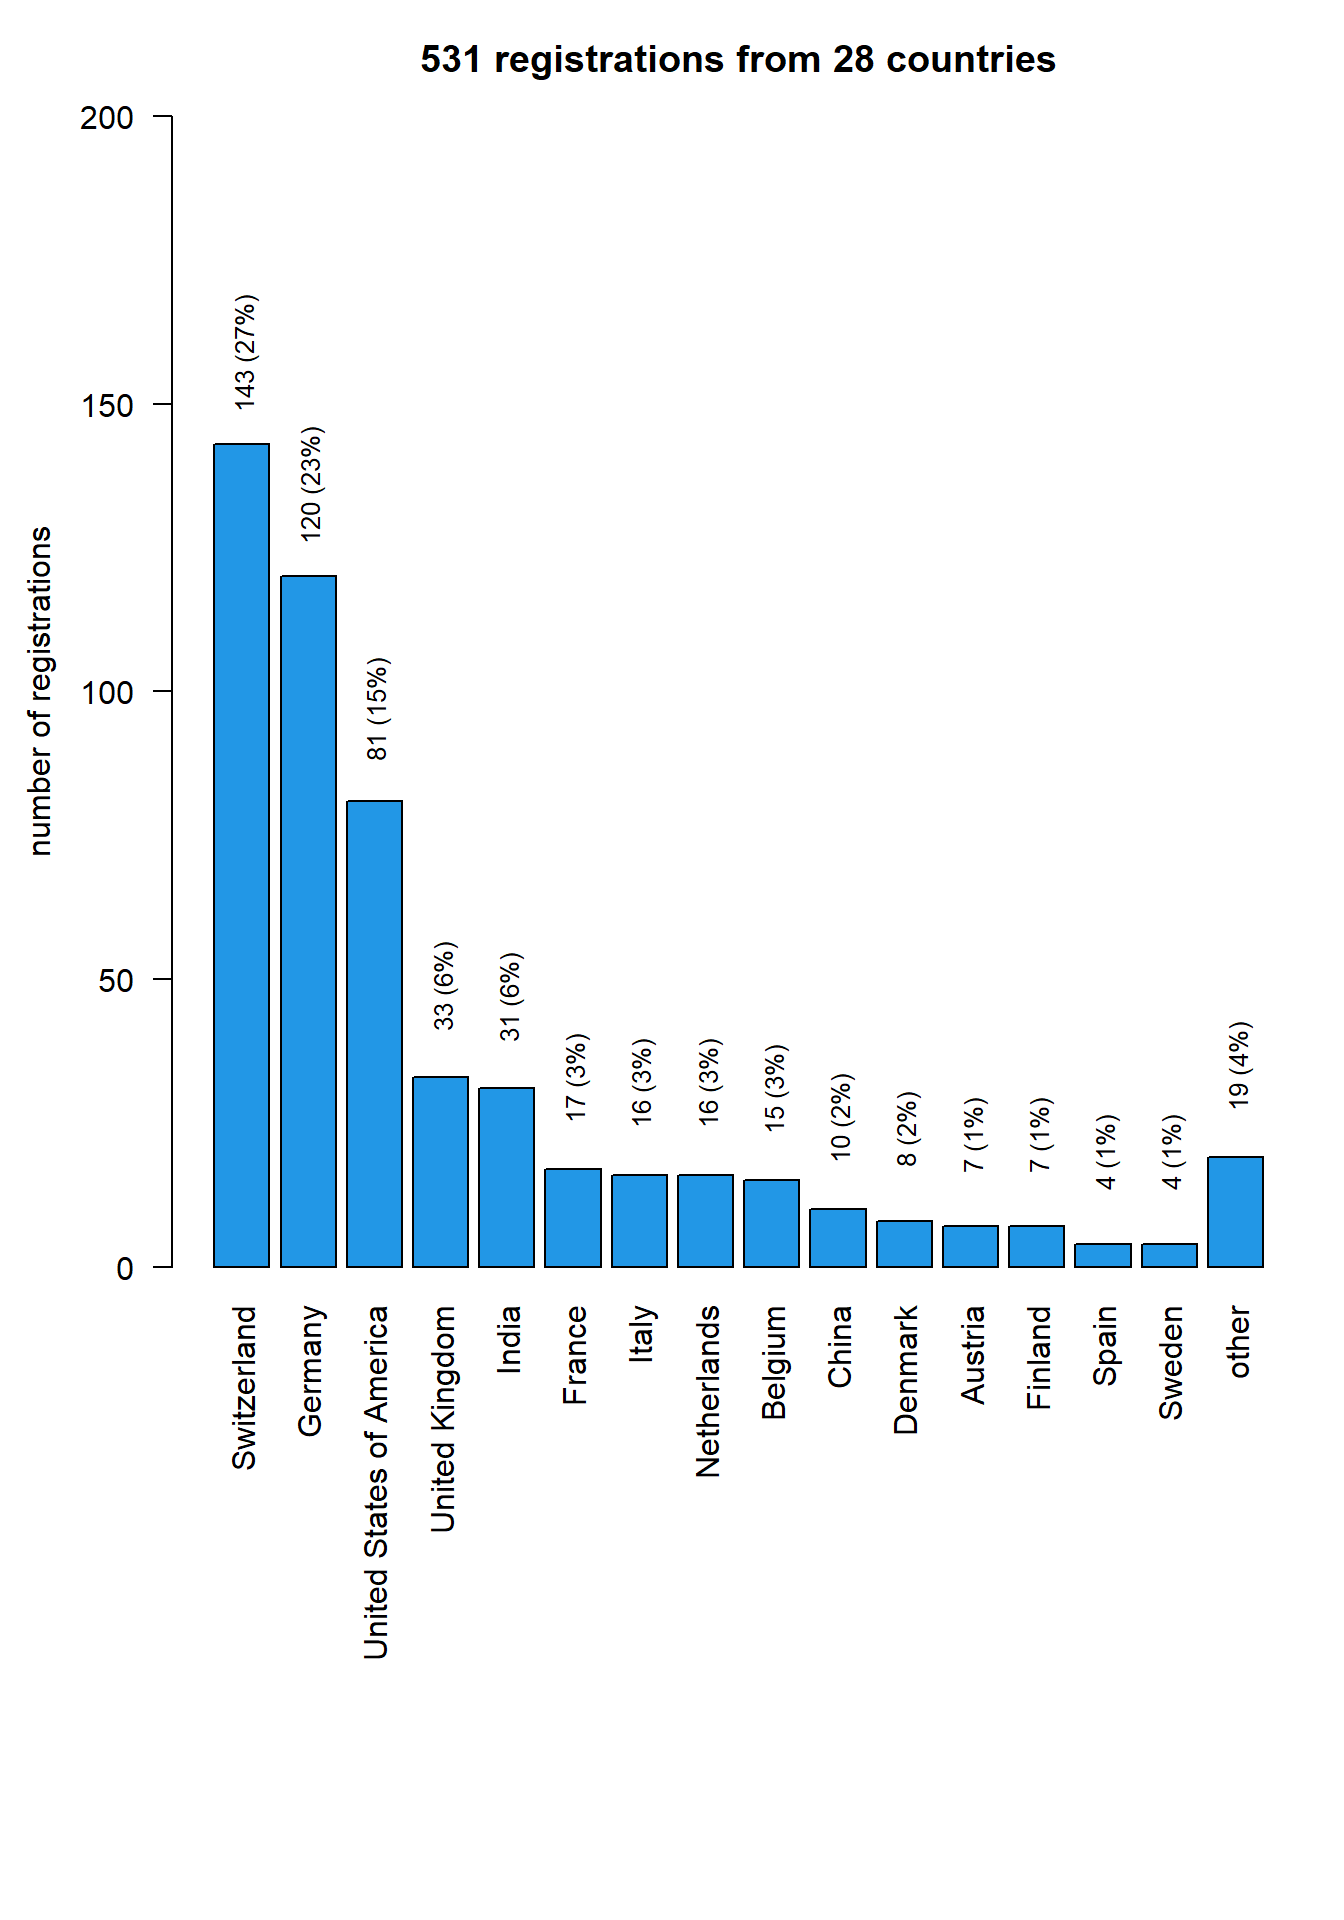 531 registrations from 28 countries
number of registrations
200
150
100
50
0
143 (27%)
120 (23%)
81 (15%)
33 (6%)
31 (6%)
17 (3%)
16 (3%)
16 (3%)
15 (3%)
10 (2%)
8 (2%)
7 (1%)
7 (1%)
4 (1%)
4 (1%)
19 (4%)
Switzerland
Germany
United States of America
United Kingdom
India
France
Italy
Netherlands
Belgium
China
Denmark
Austria
Finland
Spain
Sweden
other